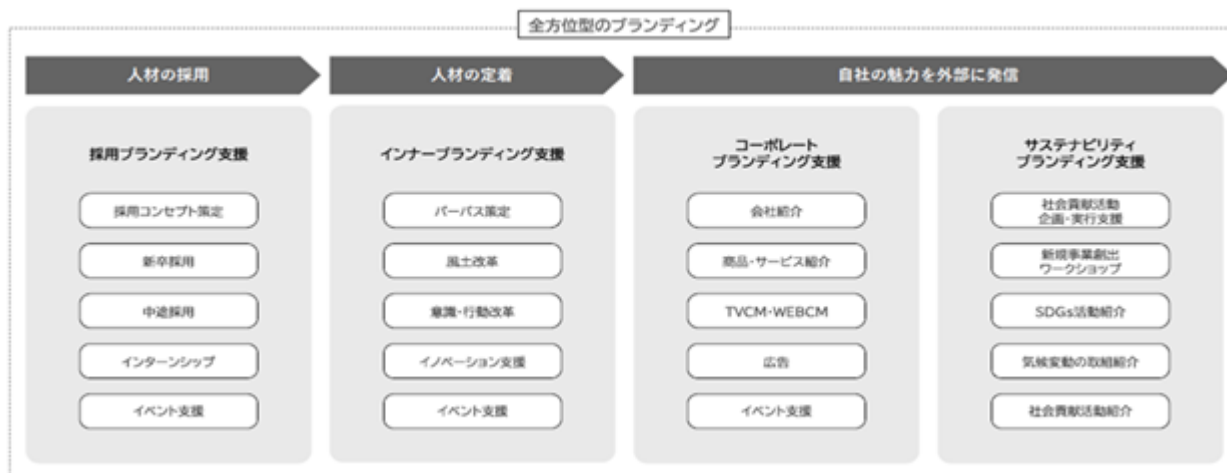 全方位型のブランディング
人材の採用
人材の定着
自社の魅力を外部に発信
採用ブランディング支援
採用コンセプト策定
新卒採用
中途採用
インターンシップ
イベント支援
インナーブランディング支援
パーパス策定
風土改革
意識・行動改革
イノベーション支援
イベント支援
コーポレート
ブランディング支援
会社紹介
商品・サービス紹介
TVCM・WEBCM
広告
イベント支援
サステナビリティ
ブランディング支援
社会貢献活動
企画・実行支援
新規事業創出
ワークショップ
SDGs活動紹介
気候変動の取組紹介
社会貢献活動紹介